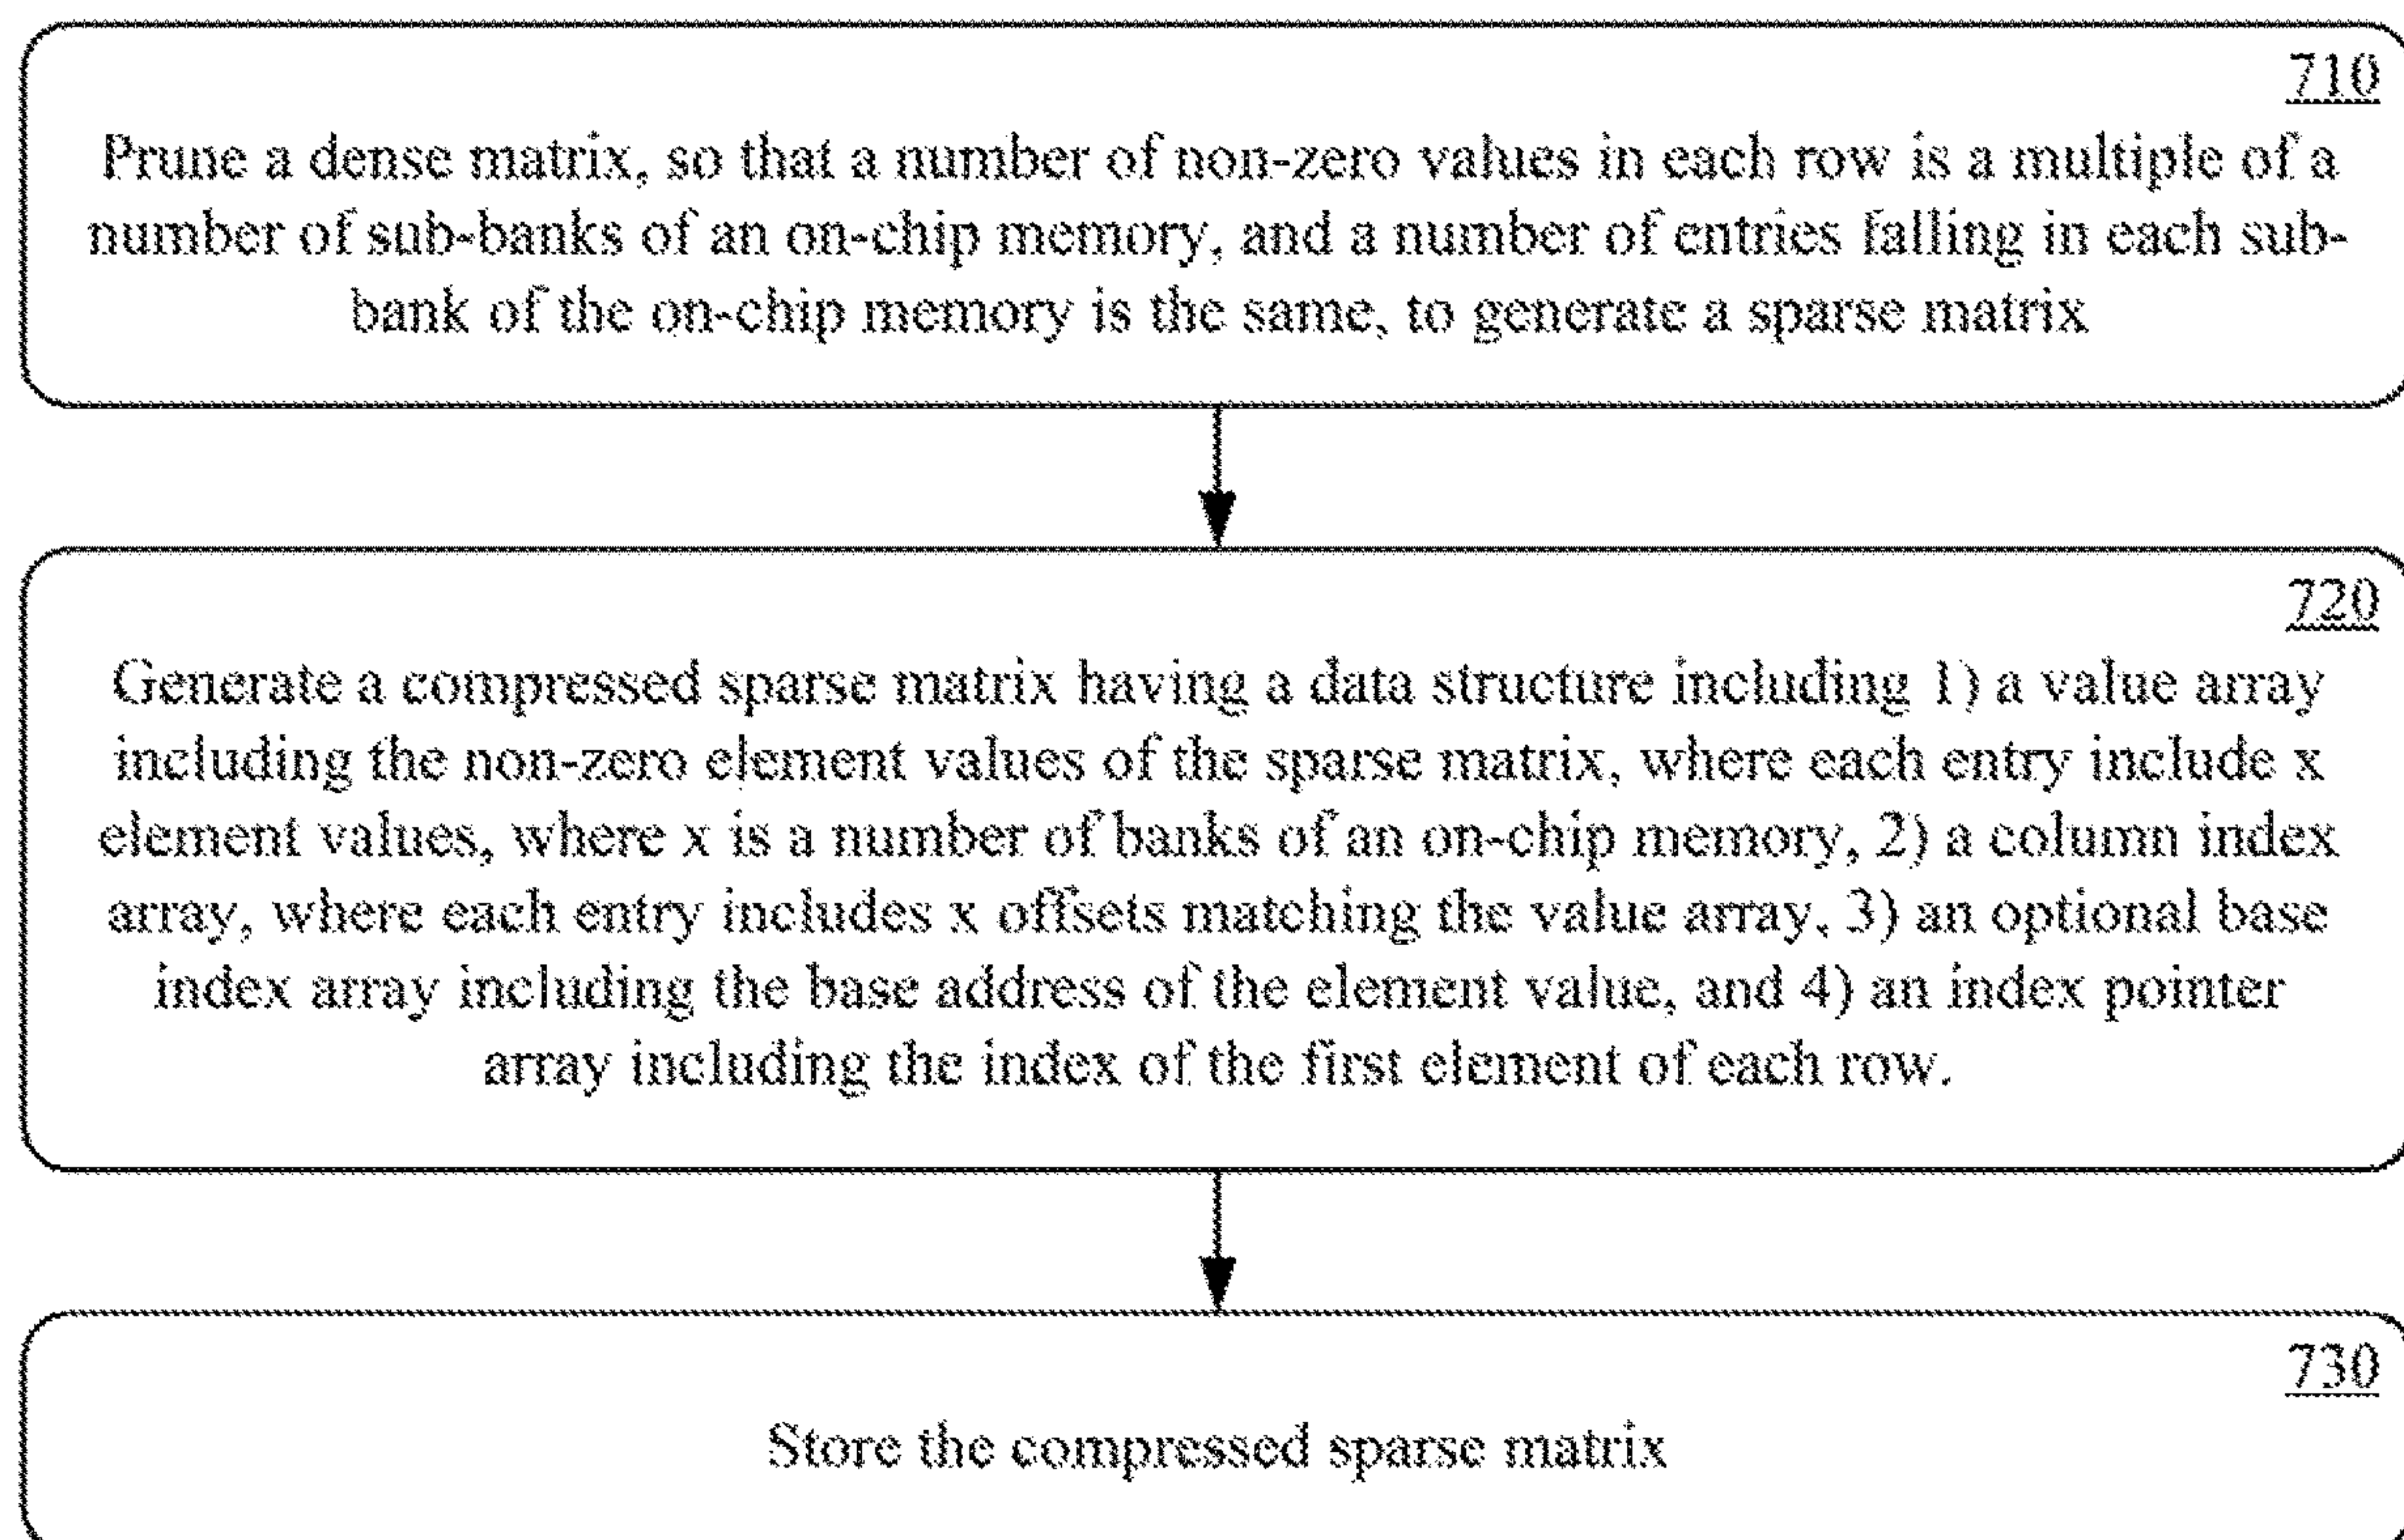 710
Prune a dense matrix, so that a number of non-zero values in each row is a multiple of a
number of sub-banks of an on-chip memory, and a number of entries falling in each sub-
bank of the on-chip memory is the same, to generate a sparse matrix
720
Generate a compressed sparse matrix having a data structure including 1) a value array
including the non-zero element values of the sparse matrix, where each entry include x
element values, where x is a number of banks of an on-chip memory, 2) a column index
array, where each entry includes x offsets matching the value array, 3) an optional base
index array including the base address of the element value, and 4) an index pointer
array including the index of the first element of each row.
730
Store the compressed sparse matrix